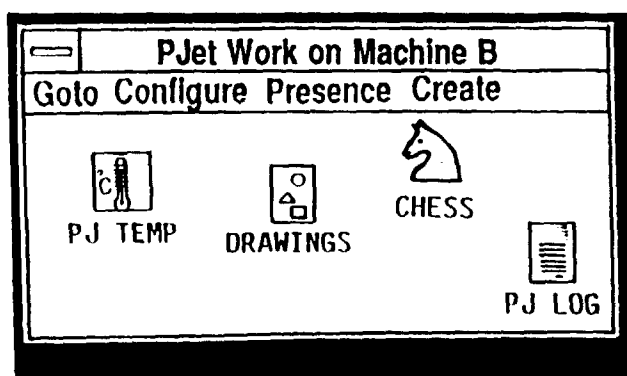 PJet Work on Machine B
Goto Configure Presence Create
°C
PJ TEMP
DRAWINGS
CHESS
PJ LOG